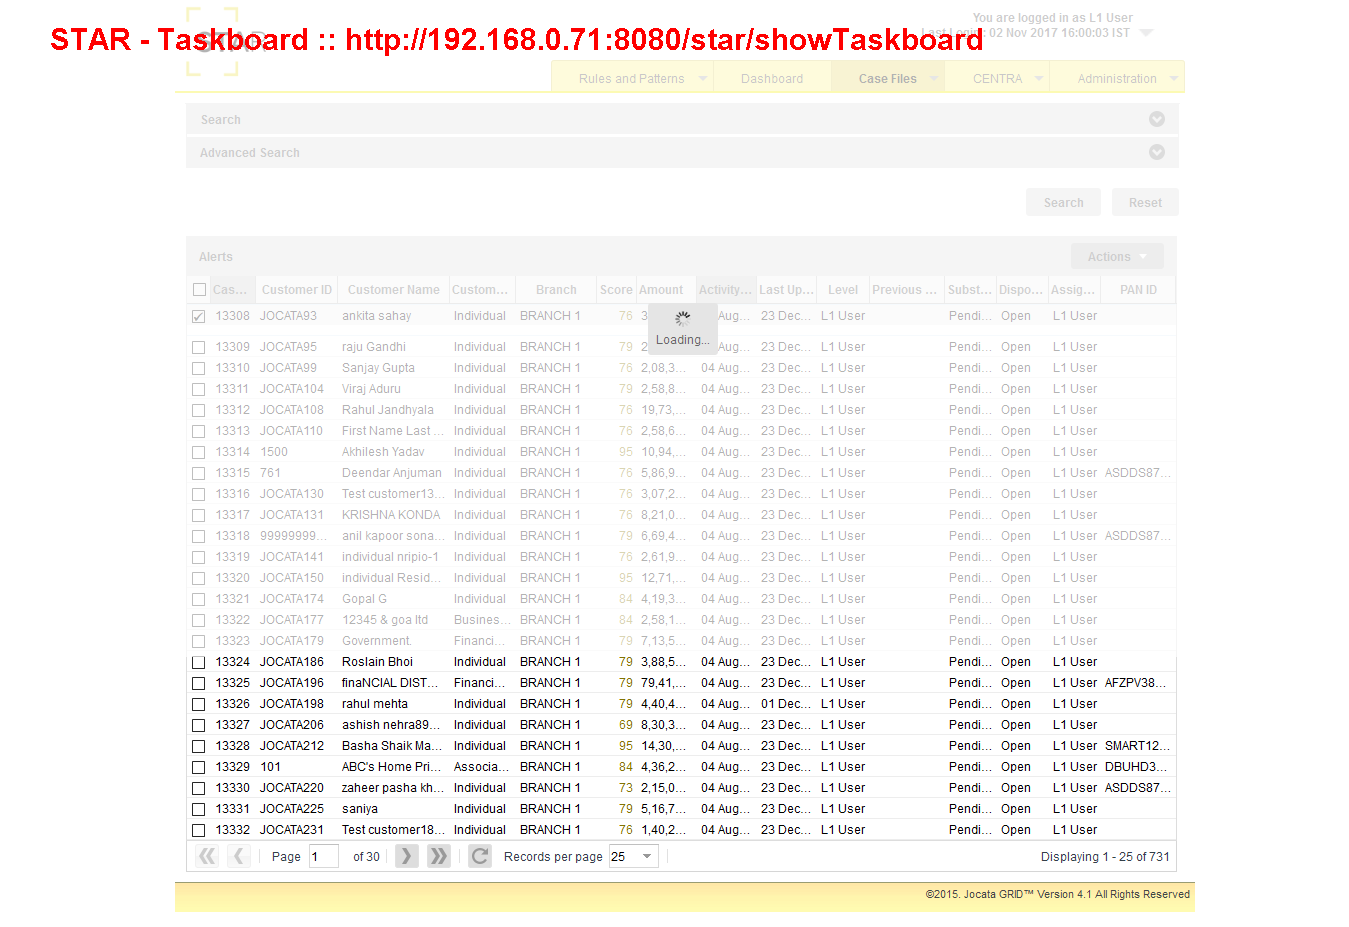 You are logged in as L1 User
STAR - Taskboard :: http://192.168.0.71:8080/star/showTaskboard
Last Login: 02 Nov 2017 16:00:03 IST
Rules and Patterns Dashboard Case Files CENTRA Administration
Search
Advanced Search
Search Reset
Alerts Actions
Cas... Customer ID Customer Name Custom... Branch Score Amount Activity... Last Up... Level Previous ... Subst... Dispo... Assig... PAN ID
13308 JOCATA93 ankita sahay Individual BRANCH 1 76 3 Aug... 23 Dec... L1 User Pendi... Open L1 User
Loading...
13309 JOCATA95 raju Gandhi Individual BRANCH 1 79 2 Aug... 23 Dec... L1 User Pendi... Open L1 User
13310 JOCATA99 Sanjay Gupta Individual BRANCH 1 76 2,08,3... 04 Aug... 23 Dec... L1 User Pendi... Open L1 User
13311 JOCATA104 Viraj Aduru Individual BRANCH 1 79 2,58,8... 04 Aug... 23 Dec... L1 User Pendi... Open L1 User
13312 JOCATA108 Rahul Jandhyala Individual BRANCH 1 76 19,73,... 04 Aug... 23 Dec... L1 User Pendi... Open L1 User
13313 JOCATA110 First Name Last ... Individual BRANCH 1 76 2,58,6... 04 Aug... 23 Dec... L1 User Pendi... Open L1 User
13314 1500 Akhilesh Yadav Individual BRANCH 1 95 10,94,... 04 Aug... 23 Dec... L1 User Pendi... Open L1 User
13315 761 Deendar Anjuman Individual BRANCH 1 76 5,86,9... 04 Aug... 23 Dec... L1 User Pendi... Open L1 User ASDDS87...
13316 JOCATA130 Test customer13... Individual BRANCH 1 76 3,07,2... 04 Aug... 23 Dec... L1 User Pendi... Open L1 User
13317 JOCATA131 KRISHNA KONDA Individual BRANCH 1 76 8,21,0... 04 Aug... 23 Dec... L1 User Pendi... Open L1 User
13318 99999999... anil kapoor sona... Individual BRANCH 1 79 6,69,4... 04 Aug... 23 Dec... L1 User Pendi... Open L1 User ASDDS87...
13319 JOCATA141 individual nripio-1 Individual BRANCH 1 76 2,61,9... 04 Aug... 23 Dec... L1 User Pendi... Open L1 User
13320 JOCATA150 individual Resid... Individual BRANCH 1 95 12,71,... 04 Aug... 23 Dec... L1 User Pendi... Open L1 User
13321 JOCATA174 Gopal G Individual BRANCH 1 84 4,19,3... 04 Aug... 23 Dec... L1 User Pendi... Open L1 User
13322 JOCATA177 12345 & goa ltd Busines... BRANCH 1 84 2,58,1... 04 Aug... 23 Dec... L1 User Pendi... Open L1 User
13323 JOCATA179 Government. Financi... BRANCH 1 79 7,13,5... 04 Aug... 23 Dec... L1 User Pendi... Open L1 User
13324 JOCATA186 Roslain Bhoi Individual BRANCH 1 79 3,88,5... 04 Aug... 23 Dec... L1 User Pendi... Open L1 User
13325 JOCATA196 finaNCIAL DIST... Financi... BRANCH 1 79 79,41,... 04 Aug... 23 Dec... L1 User Pendi... Open L1 User AFZPV38...
13326 JOCATA198 rahul mehta Individual BRANCH 1 79 4,40,4... 04 Aug... 01 Dec... L1 User Pendi... Open L1 User
13327 JOCATA206 ashish nehra89... Individual BRANCH 1 69 8,30,3... 04 Aug... 23 Dec... L1 User Pendi... Open L1 User
13328 JOCATA212 Basha Shaik Ma... Individual BRANCH 1 95 14,30,... 04 Aug... 23 Dec... L1 User Pendi... Open L1 User SMART12...
13329 101 ABC's Home Pri... Associa... BRANCH 1 84 4,36,2... 04 Aug... 23 Dec... L1 User Pendi... Open L1 User DBUHD3...
13330 JOCATA220 zaheer pasha kh... Individual BRANCH 1 73 2,15,0... 04 Aug... 23 Dec... L1 User Pendi... Open L1 User ASDDS87...
13331 JOCATA225 saniya Individual BRANCH 1 79 5,16,7... 04 Aug... 23 Dec... L1 User Pendi... Open L1 User
13332 JOCATA231 Test customer18... Individual BRANCH 1 76 1,40,2... 04 Aug... 23 Dec... L1 User Pendi... Open L1 User
Page 1 of 30 Records per page 25 Displaying 1 - 25 of 731
©2015. Jocata GRID™ Version 4.1 All Rights Reserved